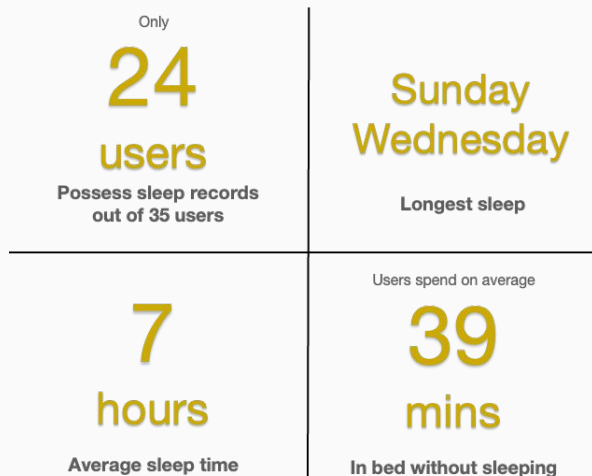 Only
24
users
Possess sleep records
out of 35 users
Sunday
Wednesday
Longest sleep
7
hours
Average sleep time
Users spend on average
39
mins
In bed without sleeping